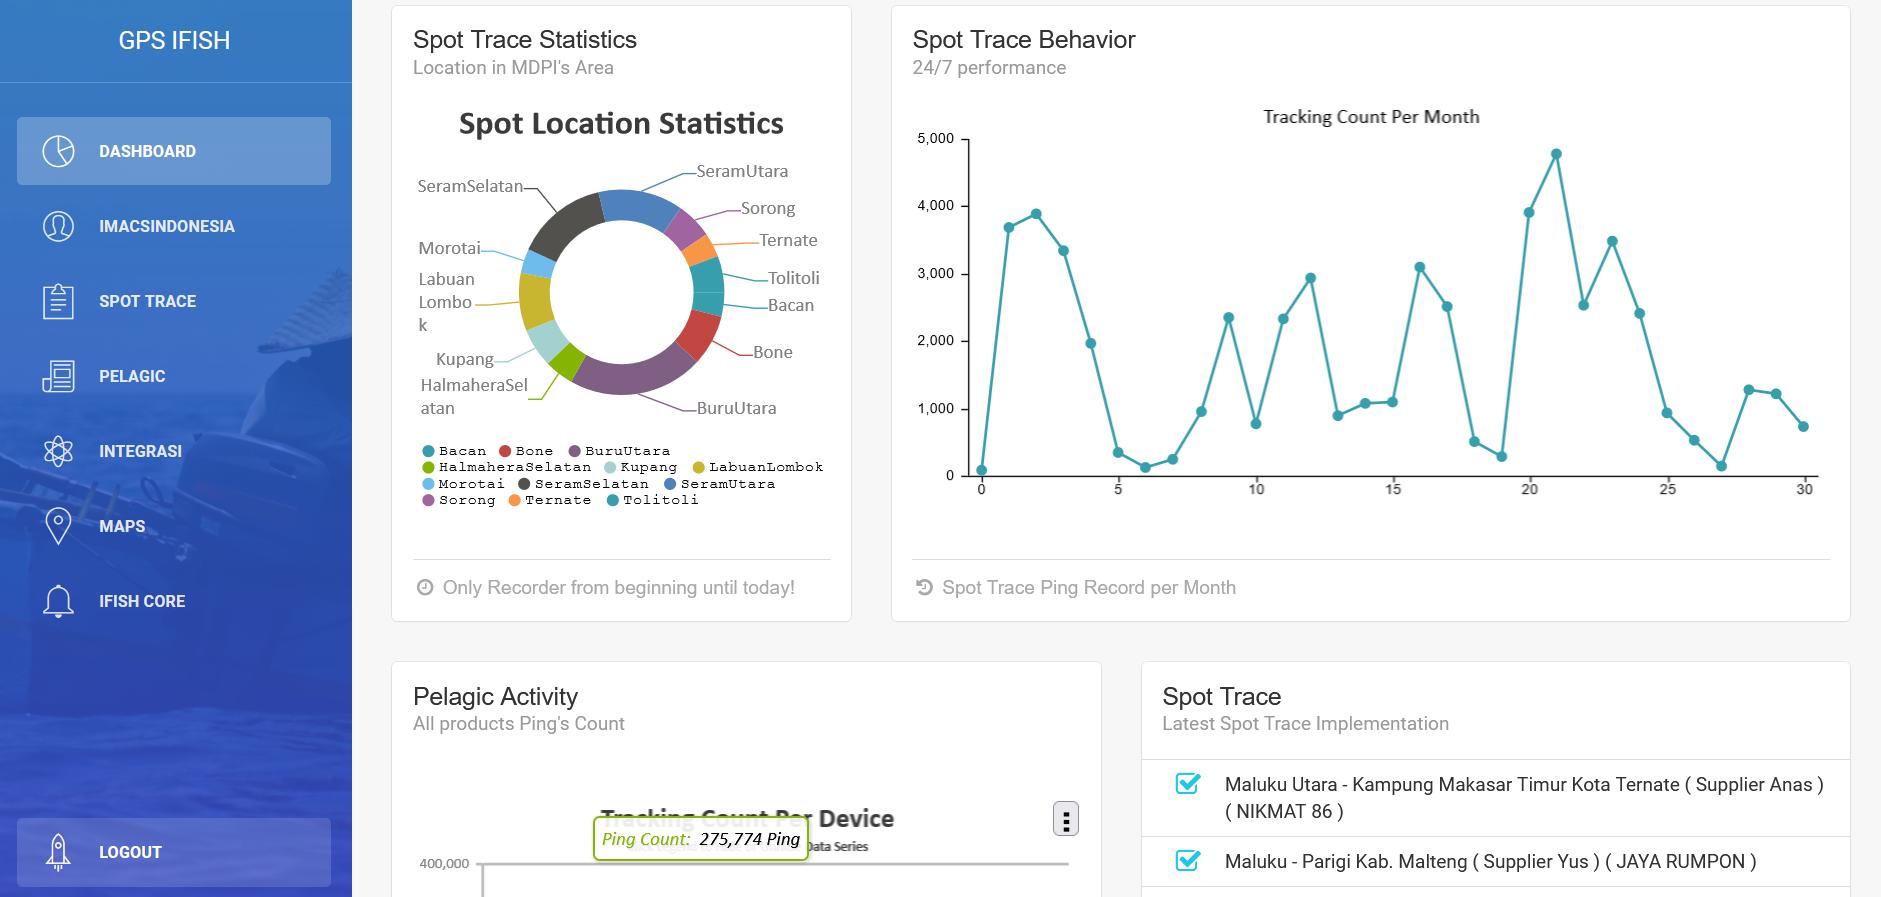 GPS IFISH
DASHBOARD
IMACSINDONESIA
SPOT TRACE
PELAGIC
INTEGRASI
MAPS
IFISH CORE
LOGOUT
Spot Trace Statistics
Location in MDPI's Area
Spot Location Statistics
SeramUtara
SeramSelatan
Sorong
Ternate
Morotai
Tolitoli
Labuan
Lombo
k
Bacan
Bone
Kupang
HalmaheraSel
atan
BuruUtara
Bacan Bone BuruUtara
HalmaheraSelatan Kupang LabuanLombok
Morotai SeramSelatan SeramUtara
Sorong Ternate Tolitoli
Only Recorder from beginning until today!
Spot Trace Behavior
24/7 performance
Tracking Count Per Month
5,000
4,000
3,000
2,000
1,000
0
0 5 10 15 20 25 30
Spot Trace Ping Record per Month
Pelagic Activity
All products Ping's Count
Tracking Count Per Device
Ping Count: 275,774 Ping
Data Series
400,000
Spot Trace
Latest Spot Trace Implementation
Maluku Utara - Kampung Makasar Timur Kota Ternate ( Supplier Anas )
( NIKMAT 86 )
Maluku - Parigi Kab. Malteng ( Supplier Yus ) ( JAYA RUMPON )